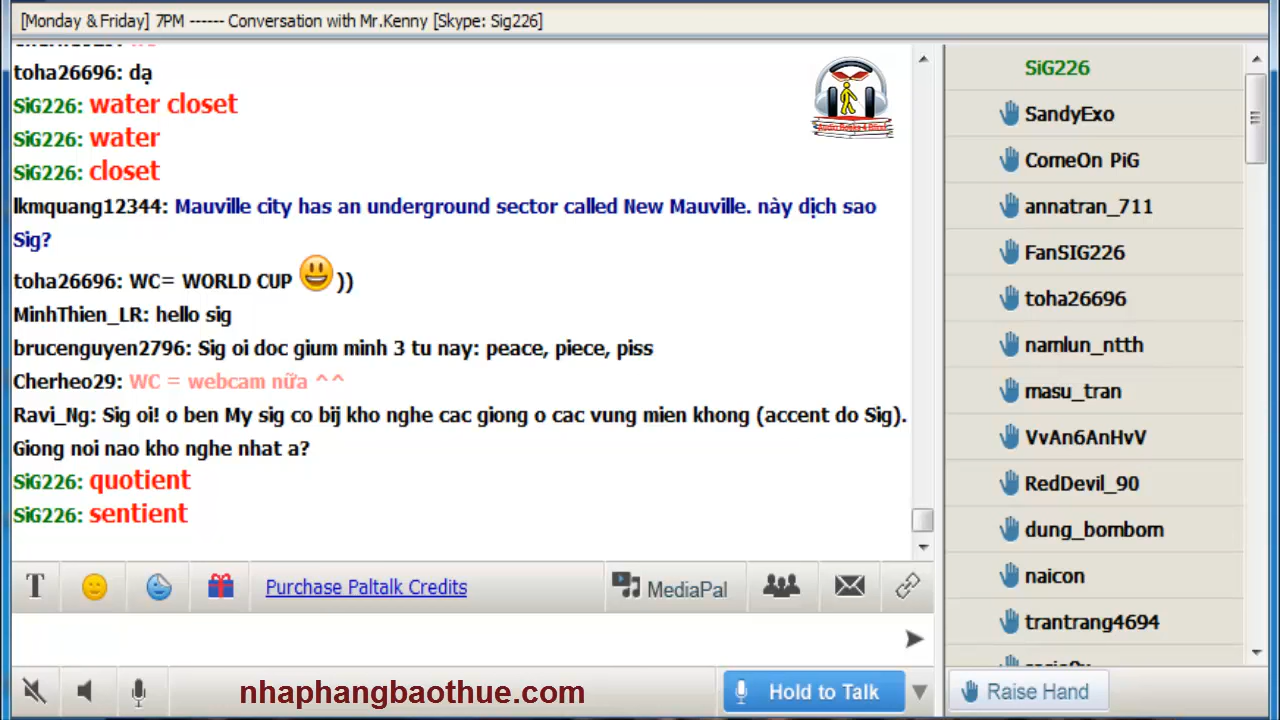 [Monday & Friday] 7PM ------ Conversation with Mr.Kenny [Skype: Sig226]
toha26696: dạ
SiG226: water closet
SiG226: water
SiG226: closet
lkmquang12344: Mauville city has an underground sector called New Mauville. này dịch sao
Sig?
toha26696: WC= WORLD CUP 😃 ))
MinhThien_LR: hello sig
brucenguyen2796: Sig oi doc gium minh 3 tu nay: peace, piece, piss
Cherheo29: WC = webcam nữa ^^
Ravi_Ng: Sig oi! o ben My sig co bij kho nghe cac giong o cac vung mien khong (accent do Sig).
Giong noi nao kho nghe nhat a?
SiG226: quotient
SiG226: sentient
SiG226
SandyExo
ComeOn PiG
annatran_711
FanSIG226
toha26696
namlun_ntth
masu_tran
VvAn6AnHvV
RedDevil_90
dung_bombom
naicon
trantrang4694
T
Purchase Paltalk Credits
MediaPal
nhaphangbaothue.com
Hold to Talk
Raise Hand